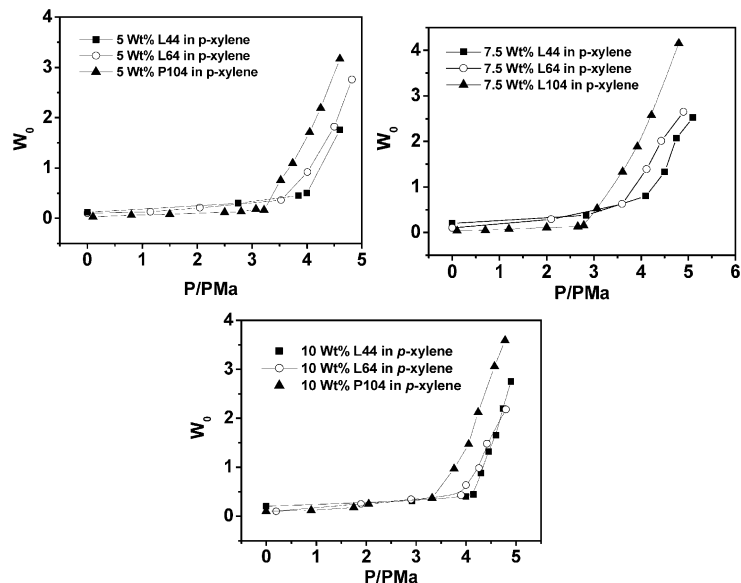 4
3
2
1
0
W0
5 Wt% L44 in p-xylene
5 Wt% L64 in p-xylene
5 Wt% P104 in p-xylene
0 1 2 3 4 5
P/PMa
4
3
2
1
0
W0
7.5 Wt% L44 in p-xylene
7.5 Wt% L64 in p-xylene
7.5 Wt% L104 in p-xylene
0 1 2 3 4 5 6
P/PMa
4
3
2
1
0
W0
10 Wt% L44 in p-xylene
10 Wt% L64 in p-xylene
10 Wt% P104 in p-xylene
0 1 2 3 4 5
P/PMa